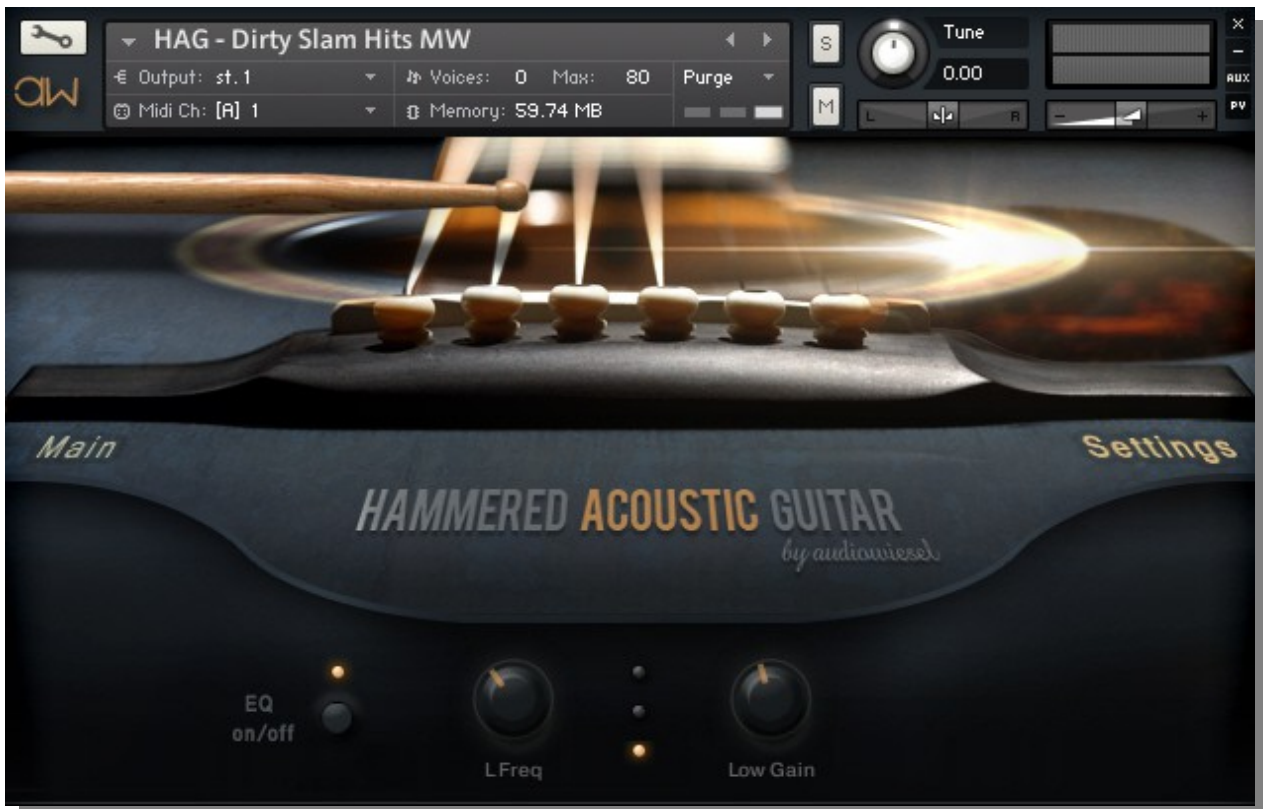 HAG - Dirty Slam Hits MW
Output: st. 1
Voices: 0 Max: 80 Purge
Midi Ch: [A] 1
Memory: 59.74 MB
S
M
Tune
0.00
L R
- +
×
-
AUX
PV
aw
Main
Settings
HAMMERED ACOUSTIC GUITAR
by audiowiesel
EQ
on/off
L Freq
Low Gain